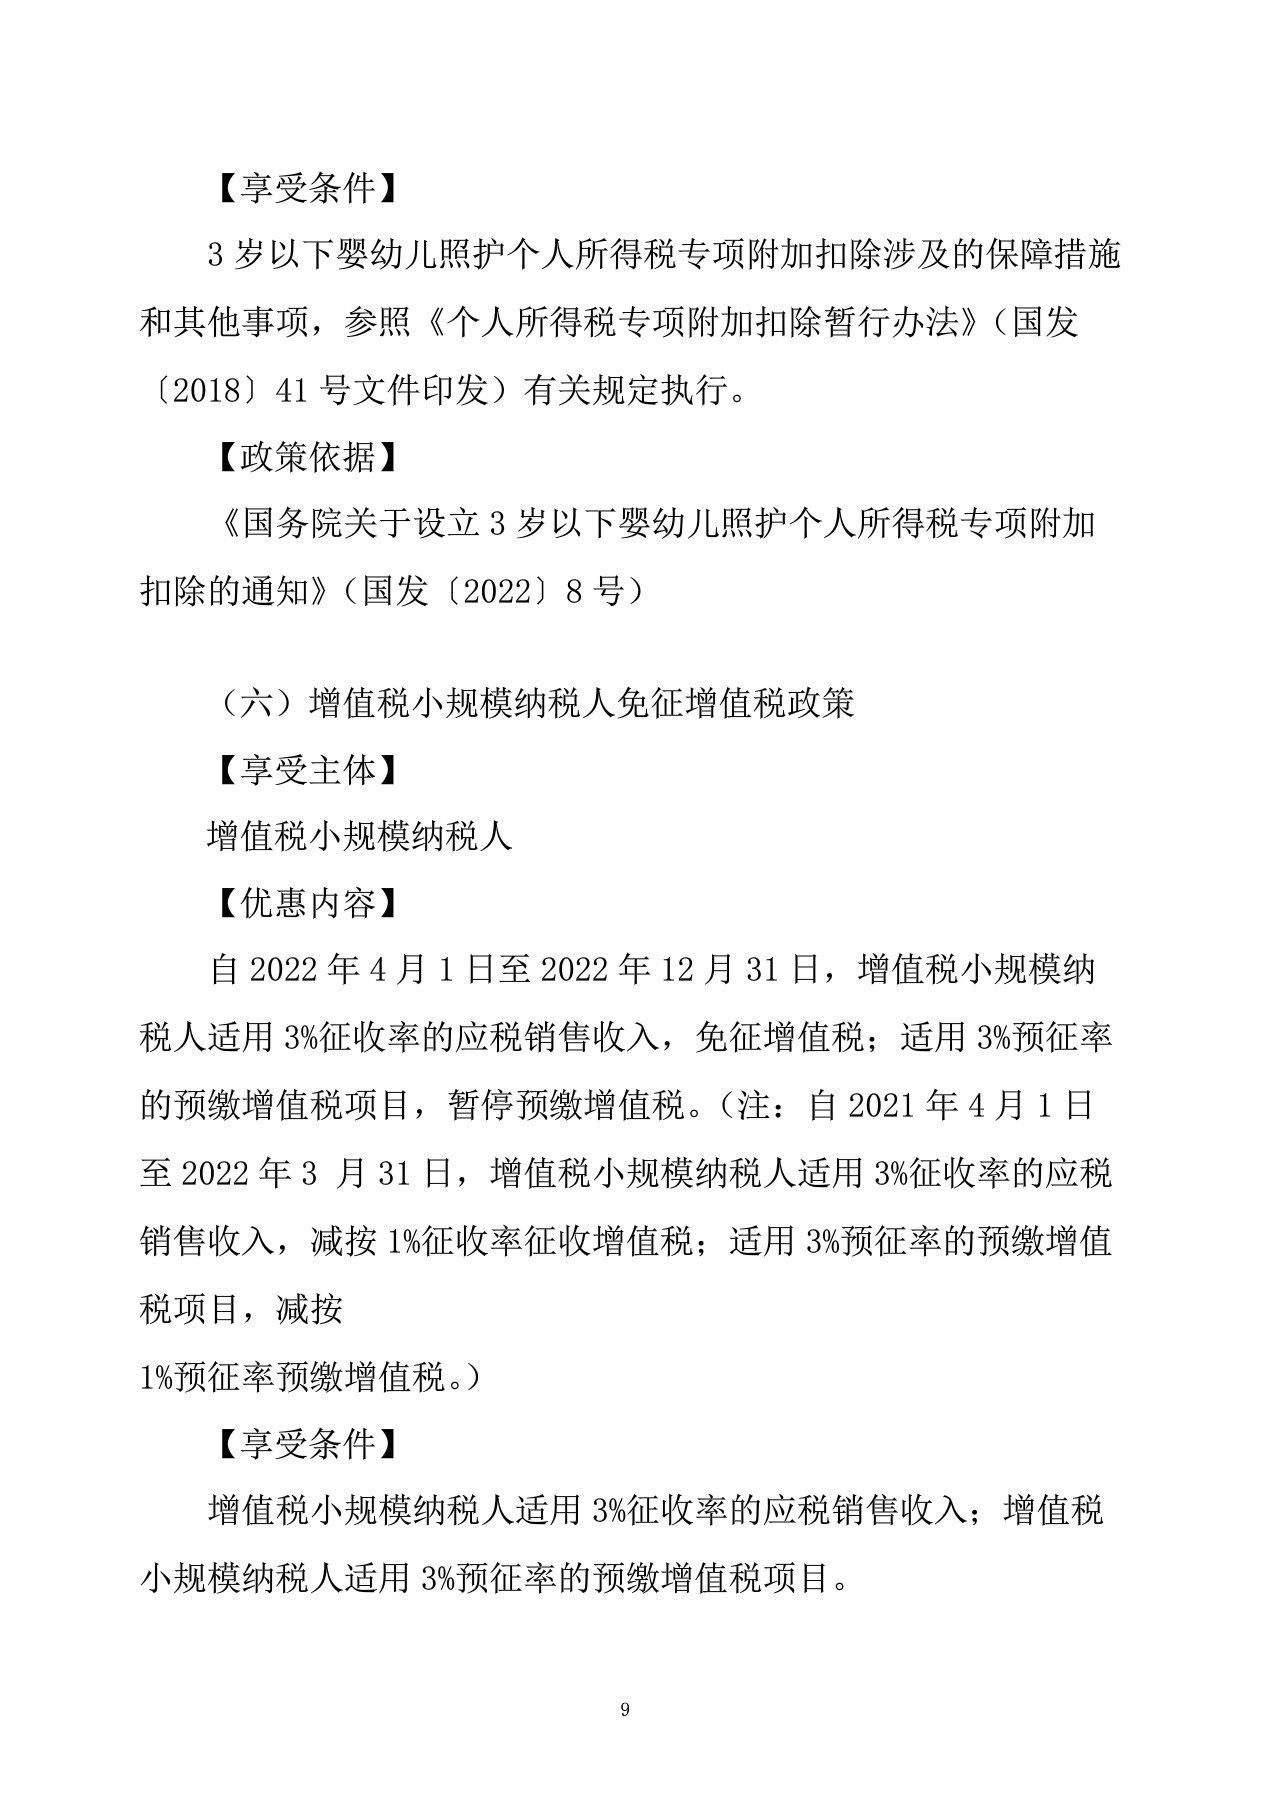 【享受条件】
3 岁以下婴幼儿照护个人所得税专项附加扣除涉及的保障措施
和其他事项，参照《个人所得税专项附加扣除暂行办法》（国发
〔2018〕41 号文件印发）有关规定执行。
【政策依据】
《国务院关于设立 3 岁以下婴幼儿照护个人所得税专项附加
扣除的通知》（国发〔2022〕8 号）
（六）增值税小规模纳税人免征增值税政策
【享受主体】
增值税小规模纳税人
【优惠内容】
自 2022 年 4 月 1 日至 2022 年 12 月 31 日，增值税小规模纳
税人适用 3%征收率的应税销售收入，免征增值税；适用 3%预征率
的预缴增值税项目，暂停预缴增值税。（注：自 2021 年 4 月 1 日
至 2022 年 3 月 31 日，增值税小规模纳税人适用 3%征收率的应税
销售收入，减按 1%征收率征收增值税；适用 3%预征率的预缴增值
税项目，减按
1%预征率预缴增值税。）
【享受条件】
增值税小规模纳税人适用 3%征收率的应税销售收入；增值税
小规模纳税人适用 3%预征率的预缴增值税项目。
9